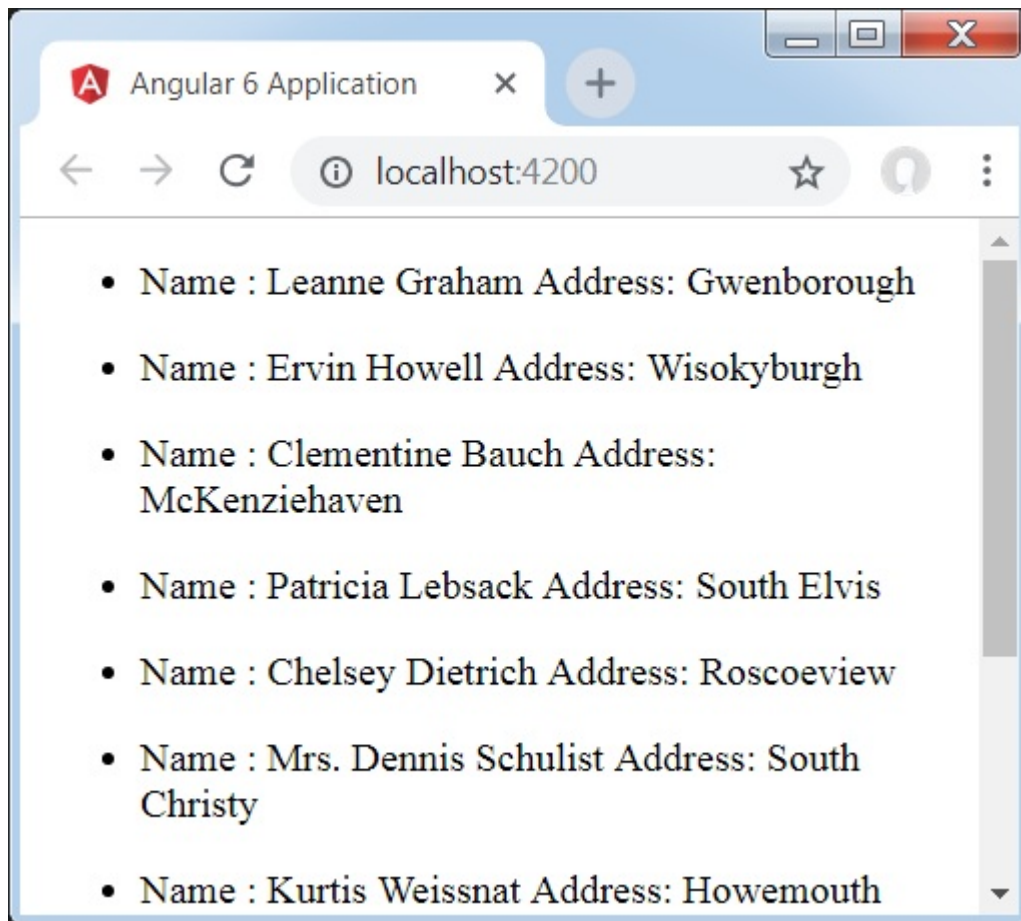 Angular 6 Application
localhost:4200
Name : Leanne Graham Address: Gwenborough
Name : Ervin Howell Address: Wisokyburgh
Name : Clementine Bauch Address:
McKenziehaven
Name : Patricia Lebsack Address: South Elvis
Name : Chelsey Dietrich Address: Roscoeview
Name : Mrs. Dennis Schulist Address: South
Christy
Name : Kurtis Weissnat Address: Howemouth